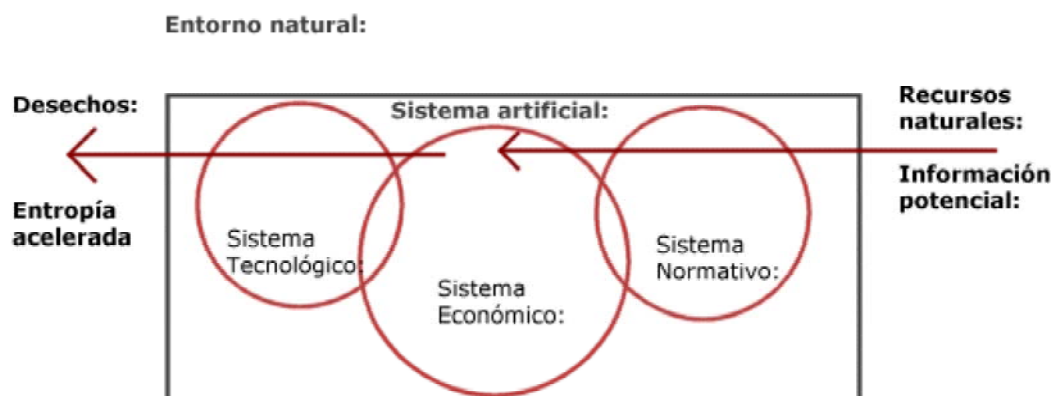 Entorno natural:
Desechos:
Sistema artificial:
Recursos
naturales:
Información
potencial:
Entropía
acelerada
Sistema
Tecnológico:
Sistema
Económico:
Sistema
Normativo: